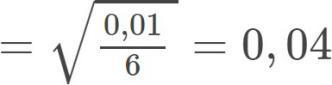 = √(0,01/6) = 0, 04